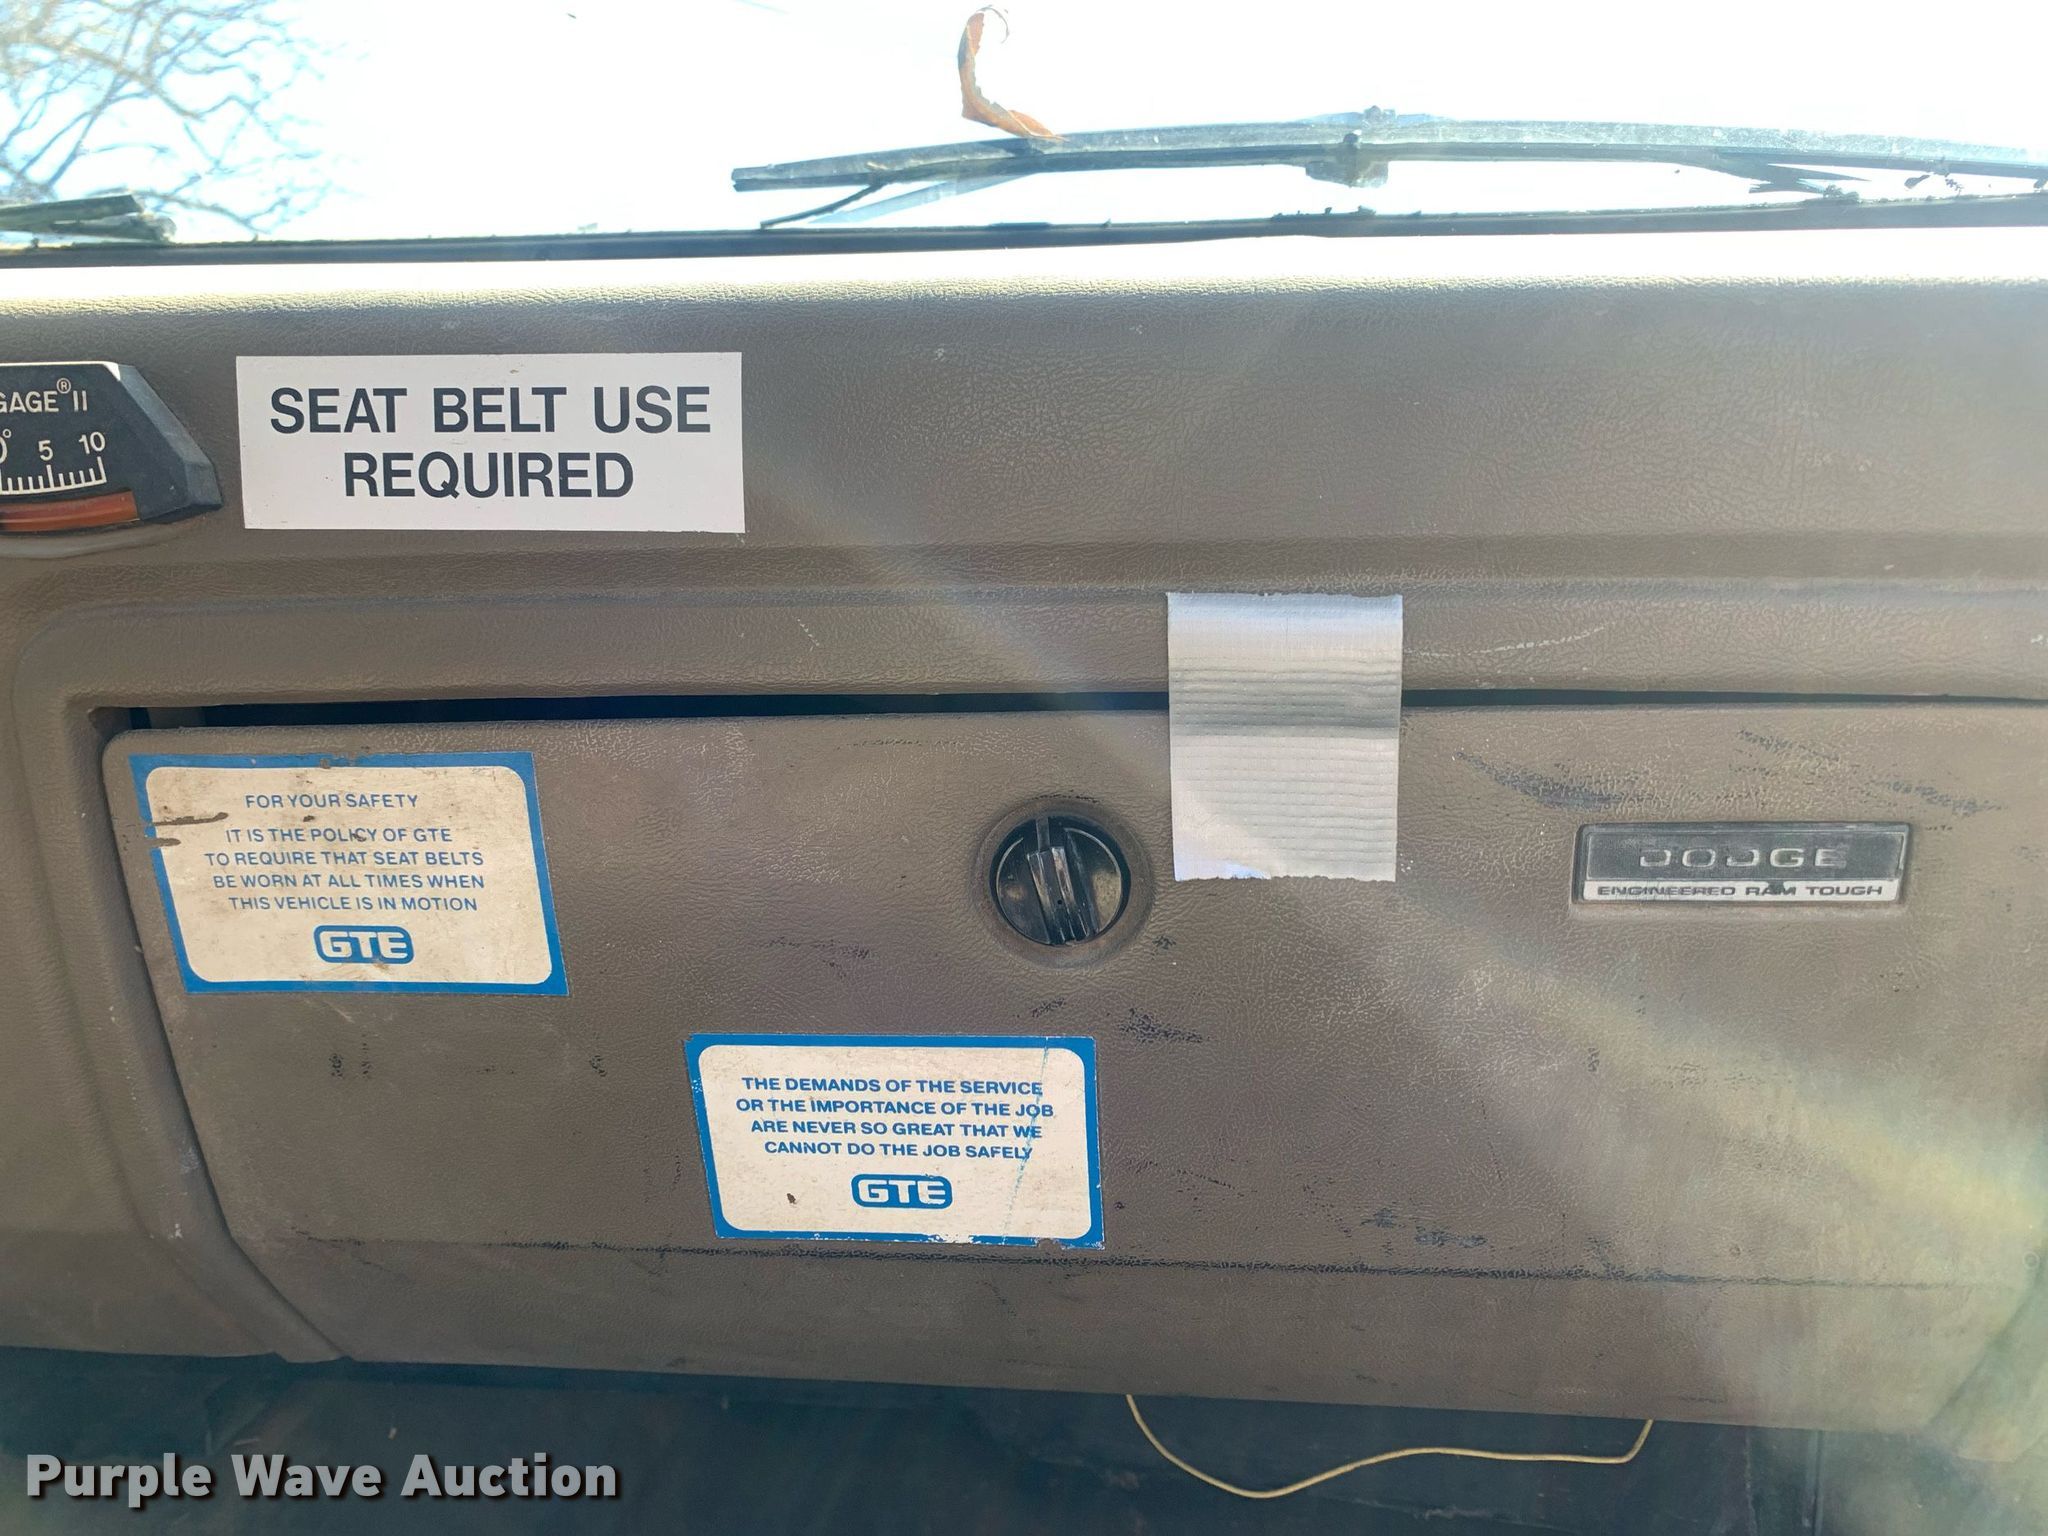 GAGE® II
0° 5 10
SEAT BELT USE
REQUIRED
FOR YOUR SAFETY
IT IS THE POLICY OF GTE
TO REQUIRE THAT SEAT BELTS
BE WORN AT ALL TIMES WHEN
THIS VEHICLE IS IN MOTION
GTE
DODGE
ENGINEERED RAM TOUGH
THE DEMANDS OF THE SERVICE
OR THE IMPORTANCE OF THE JOB
ARE NEVER SO GREAT THAT WE
CANNOT DO THE JOB SAFELY
GTE
Purple Wave Auction